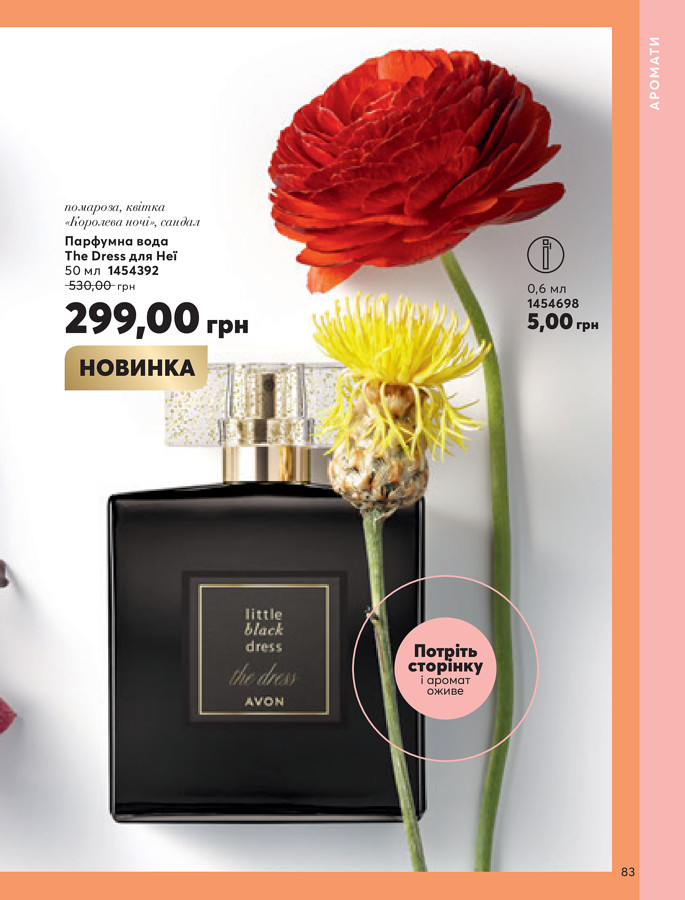 АРОМАТИ
помароза, квітка
«Королева ночі», сандал
Парфумна вода
The Dress для Неї
50 мл 1454392
530,00 грн
299,00 грн
НОВИНКА
0,6 мл
1454698
5,00 грн
little
black
dress
the dress
AVON
Потріть
сторінку
і аромат
оживе
83